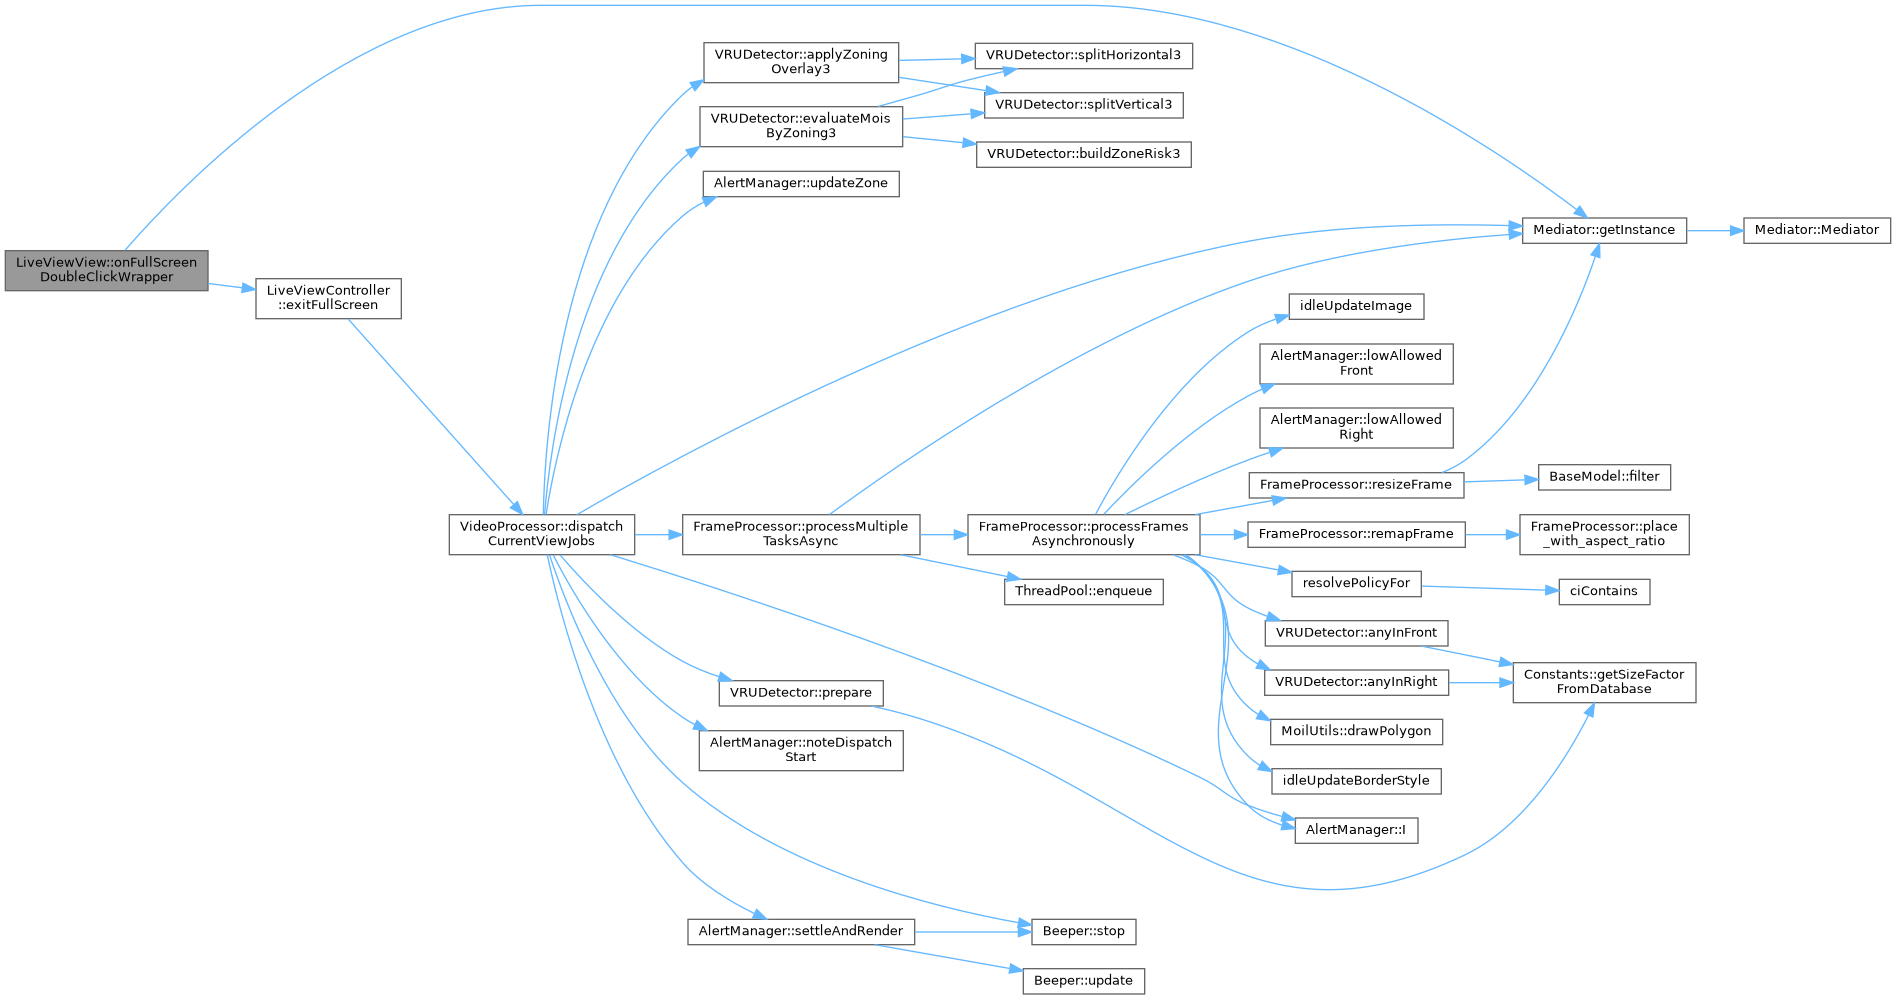 LiveViewView::onFullScreen
DoubleClickWrapper
LiveViewController
::exitFullScreen
VideoProcessor::dispatch
CurrentViewJobs
VRUDetector::applyZoning
Overlay3
VRUDetector::evaluateMois
ByZoning3
AlertManager::updateZone
FrameProcessor::processMultiple
TasksAsync
VRUDetector::prepare
AlertManager::noteDispatch
Start
AlertManager::settleAndRender
VRUDetector::splitHorizontal3
VRUDetector::splitVertical3
VRUDetector::buildZoneRisk3
FrameProcessor::processFrames
Asynchronously
ThreadPool::enqueue
Beeper::stop
Beeper::update
idleUpdateImage
AlertManager::lowAllowed
Front
AlertManager::lowAllowed
Right
FrameProcessor::resizeFrame
FrameProcessor::remapFrame
resolvePolicyFor
VRUDetector::anyInFront
VRUDetector::anyInRight
MoilUtils::drawPolygon
idleUpdateBorderStyle
AlertManager::I
Mediator::getInstance
BaseModel::filter
FrameProcessor::place
_with_aspect_ratio
ciContains
Constants::getSizeFactor
FromDatabase
Mediator::Mediator